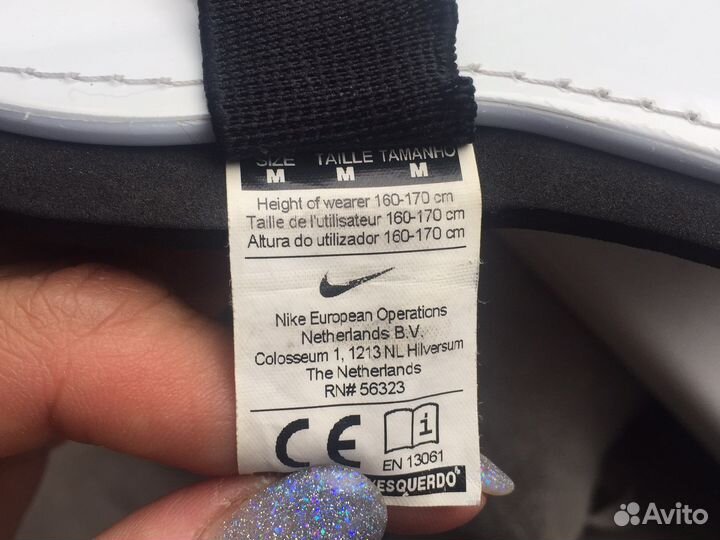 SIZE TAILLE TAMANHO
M M M
Height of wearer 160-170 cm
Taille de l'utilisateur 160-170 cm
Altura do utilizador 160-170 cm
Nike European Operations
Netherlands B.V.
Colosseum 1, 1213 NL Hilversum
The Netherlands
RN# 56323
CE
i
EN 13061
ESQUERDO
Avito